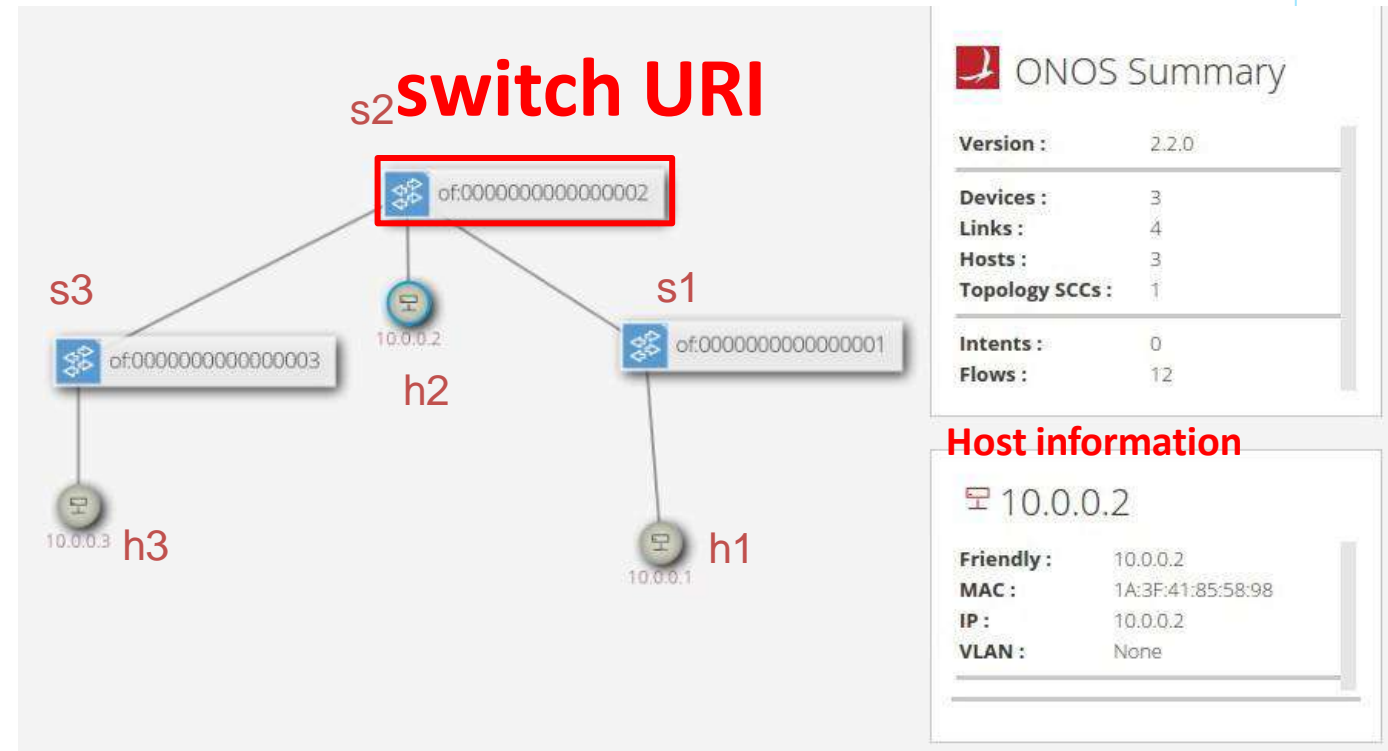 s2 switch URI
of:0000000000000002
s3
s1
10.0.0.2
of:0000000000000003
of:0000000000000001
h2
10.0.0.3 h3
h1
10.0.0.1
ONOS Summary
Version : 2.2.0
Devices : 3
Links : 4
Hosts : 3
Topology SCCs : 1
Intents : 0
Flows : 12
Host information
10.0.0.2
Friendly : 10.0.0.2
MAC : 1A:3F:41:85:58:98
IP : 10.0.0.2
VLAN : None